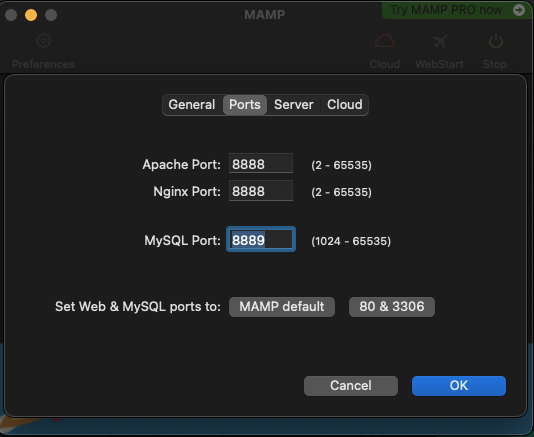 MAMP
Try MAMP PRO now
Preferences
Cloud WebStart Stop
General Ports Server Cloud
Apache Port: 8888 (2 - 65535)
Nginx Port: 8888 (2 - 65535)
MySQL Port: 8889 (1024 - 65535)
Set Web & MySQL ports to: MAMP default 80 & 3306
Cancel OK